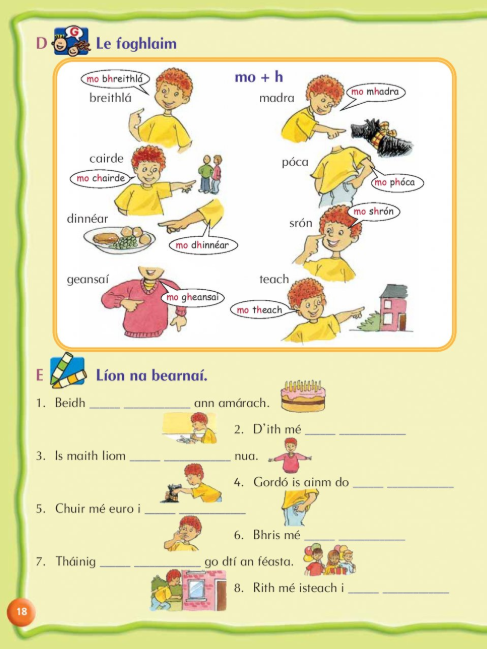 D G Le foghlaim
mo + h
mo bhreithlá
breithlá
madra
mo mhadra
cairde
mo chairde
póca
mo phóca
dinnéar
mo dhinnéar
srón
mo shrón
geansaí
mo gheansaí
teach
mo theach
E Líon na bearnaí.
1. Beidh _____ __________ ann amárach.
2. D'ith mé _____ __________
3. Is maith liom _____ __________ nua.
4. Gordó is ainm do _____ __________
5. Chuir mé euro i _____ __________
6. Bhris mé _____ __________
7. Tháinig _____ __________ go dtí an féasta.
8. Rith mé isteach i _____ __________
18